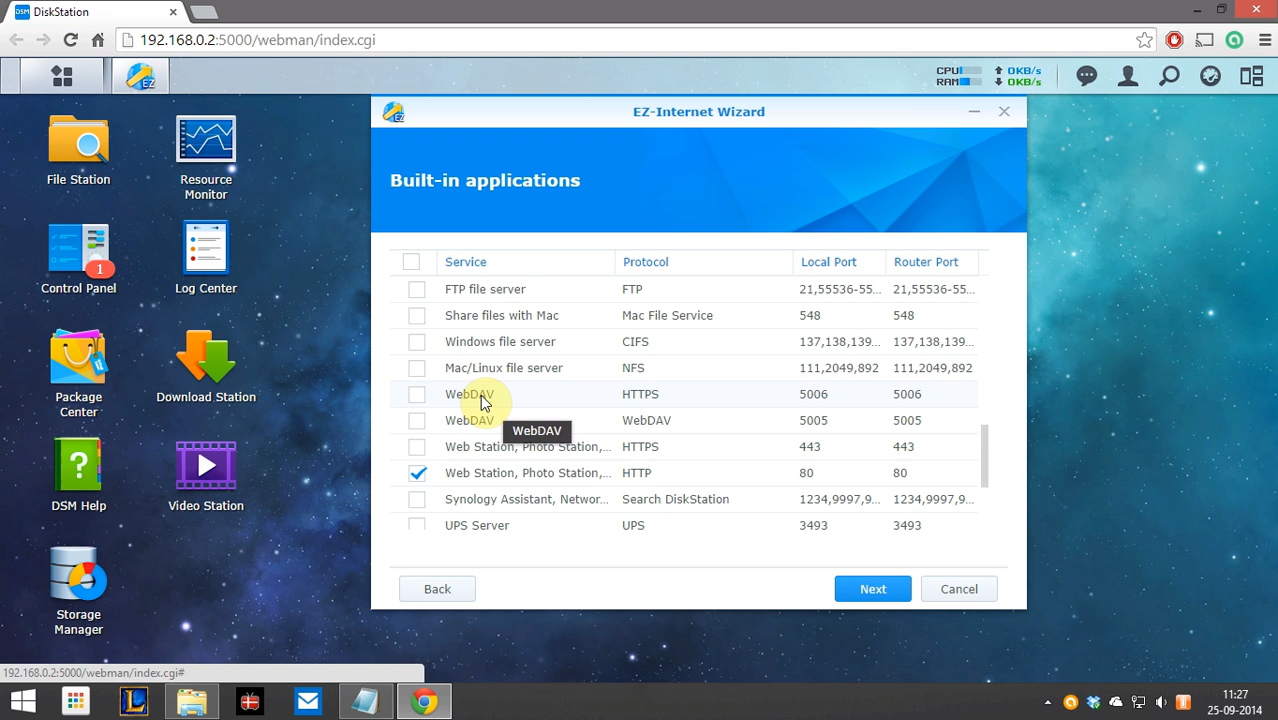 DSM DiskStation
192.168.0.2:5000/webman/index.cgi
EZ
CPU 0KB/s
RAM 0KB/s
EZ-Internet Wizard
Built-in applications
Service Protocol Local Port Router Port
FTP file server FTP 21,55536-55... 21,55536-55...
Share files with Mac Mac File Service 548 548
Windows file server CIFS 137,138,139... 137,138,139...
Mac/Linux file server NFS 111,2049,892 111,2049,892
WebDAV HTTPS 5006 5006
WebDAV WebDAV 5005 5005
WebDAV
Web Station, Photo Station,... HTTPS 443 443
Web Station, Photo Station,... HTTP 80 80
Synology Assistant, Networ... Search DiskStation 1234,9997,9... 1234,9997,9...
UPS Server UPS 3493 3493
Back Next Cancel
File Station
Resource
Monitor
1
Control Panel
Log Center
Package
Center
Download Station
?
DSM Help
Video Station
Storage
Manager
192.168.0.2:5000/webman/index.cgi#
L
11:27
25-09-2014